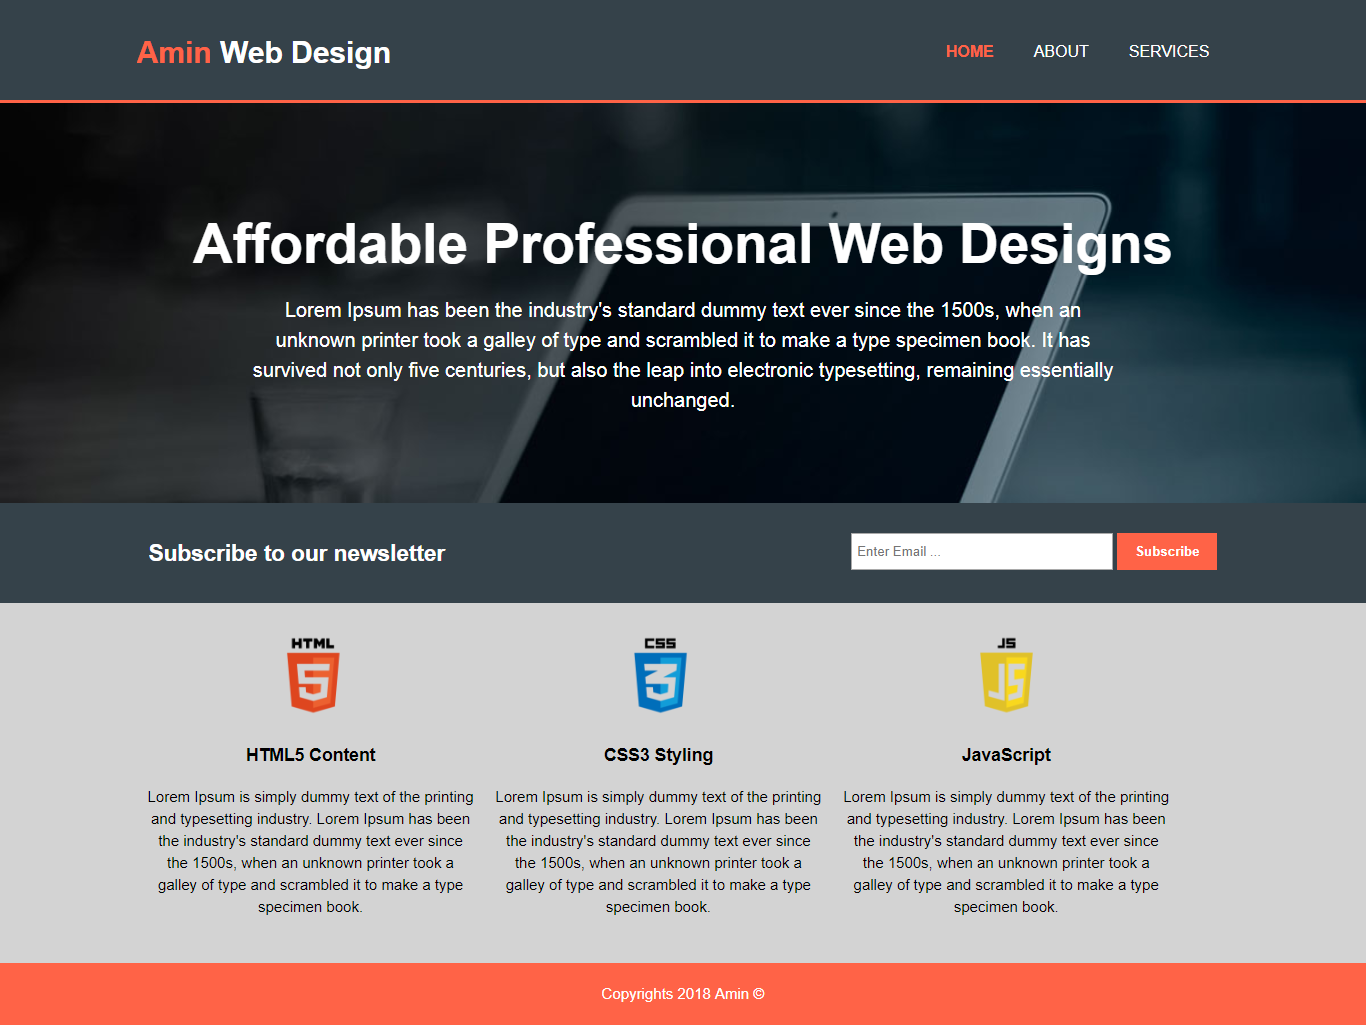 Amin Web Design
HOME ABOUT SERVICES
Affordable Professional Web Designs
Lorem Ipsum has been the industry's standard dummy text ever since the 1500s, when an
unknown printer took a galley of type and scrambled it to make a type specimen book. It has
survived not only five centuries, but also the leap into electronic typesetting, remaining essentially
unchanged.
Subscribe to our newsletter
Enter Email ...
Subscribe
HTML
5
HTML5 Content
Lorem Ipsum is simply dummy text of the printing
and typesetting industry. Lorem Ipsum has been
the industry's standard dummy text ever since
the 1500s, when an unknown printer took a
galley of type and scrambled it to make a type
specimen book.
CSS
3
CSS3 Styling
Lorem Ipsum is simply dummy text of the printing
and typesetting industry. Lorem Ipsum has been
the industry's standard dummy text ever since
the 1500s, when an unknown printer took a
galley of type and scrambled it to make a type
specimen book.
JS
JS
JavaScript
Lorem Ipsum is simply dummy text of the printing
and typesetting industry. Lorem Ipsum has been
the industry's standard dummy text ever since
the 1500s, when an unknown printer took a
galley of type and scrambled it to make a type
specimen book.
Copyrights 2018 Amin ©